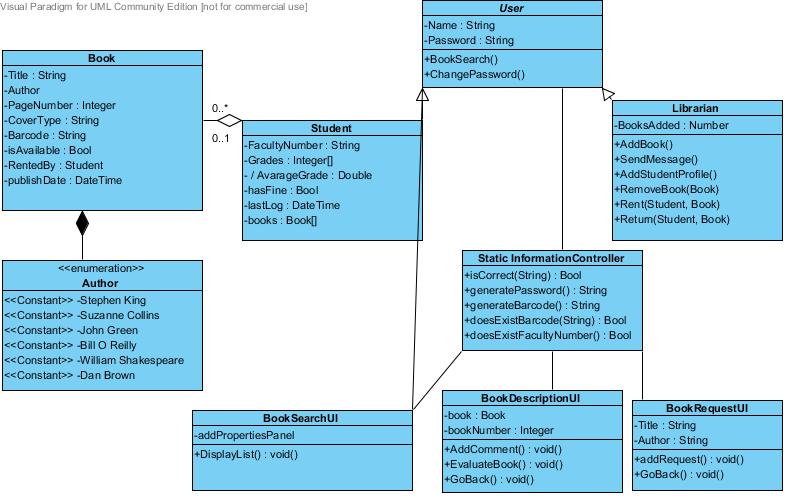 Visual Paradigm for UML Community Edition [not for commercial use]
User
-Name : String
-Password : String
+BookSearch()
+ChangePassword()
Book
-Title : String
-Author
-PageNumber : Integer
-CoverType : String
-Barcode : String
-isAvailable : Bool
-RentedBy : Student
-publishDate : DateTime
0..*
0..1
Student
-FacultyNumber : String
-Grades : Integer[]
- / AvarageGrade : Double
-hasFine : Bool
-lastLog : DateTime
-books : Book[]
Librarian
-BooksAdded : Number
+AddBook()
+SendMessage()
+AddStudentProfile()
+RemoveBook(Book)
+Rent(Student, Book)
+Return(Student, Book)
<<enumeration>>
Author
<<Constant>> -Stephen King
<<Constant>> -Suzanne Collins
<<Constant>> -John Green
<<Constant>> -Bill O Reilly
<<Constant>> -William Shakespeare
<<Constant>> -Dan Brown
Static InformationController
+isCorrect(String) : Bool
+generatePassword() : String
+generateBarcode() : String
+doesExistBarcode(String) : Bool
+doesExistFacultyNumber() : Bool
BookSearchUI
-addPropertiesPanel
+DisplayList() : void()
BookDescriptionUI
-book : Book
-bookNumber : Integer
+AddComment() : void()
+EvaluateBook() : void()
+GoBack() : void()
BookRequestUI
-Title : String
-Author : String
+addRequest() : void()
+GoBack() : void()